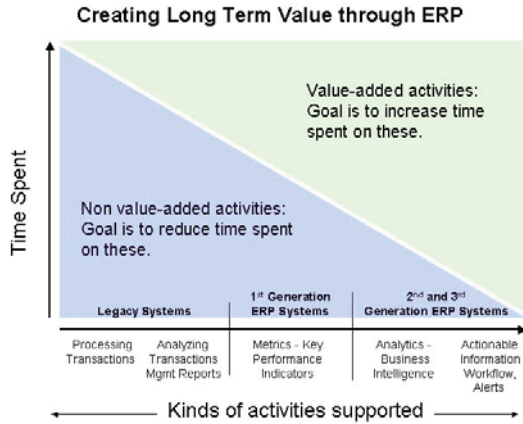 Creating Long Term Value through ERP
Value-added activities:
Goal is to increase time
spent on these.
Time Spent
Non value-added activities:
Goal is to reduce time spent
on these.
Legacy Systems
1st Generation
ERP Systems
2nd and 3rd
Generation ERP Systems
Processing
Transactions
Analyzing
Transactions
Mgmt Reports
Metrics - Key
Performance
Indicators
Analytics -
Business
Intelligence
Actionable
Information
Workflow,
Alerts
Kinds of activities supported